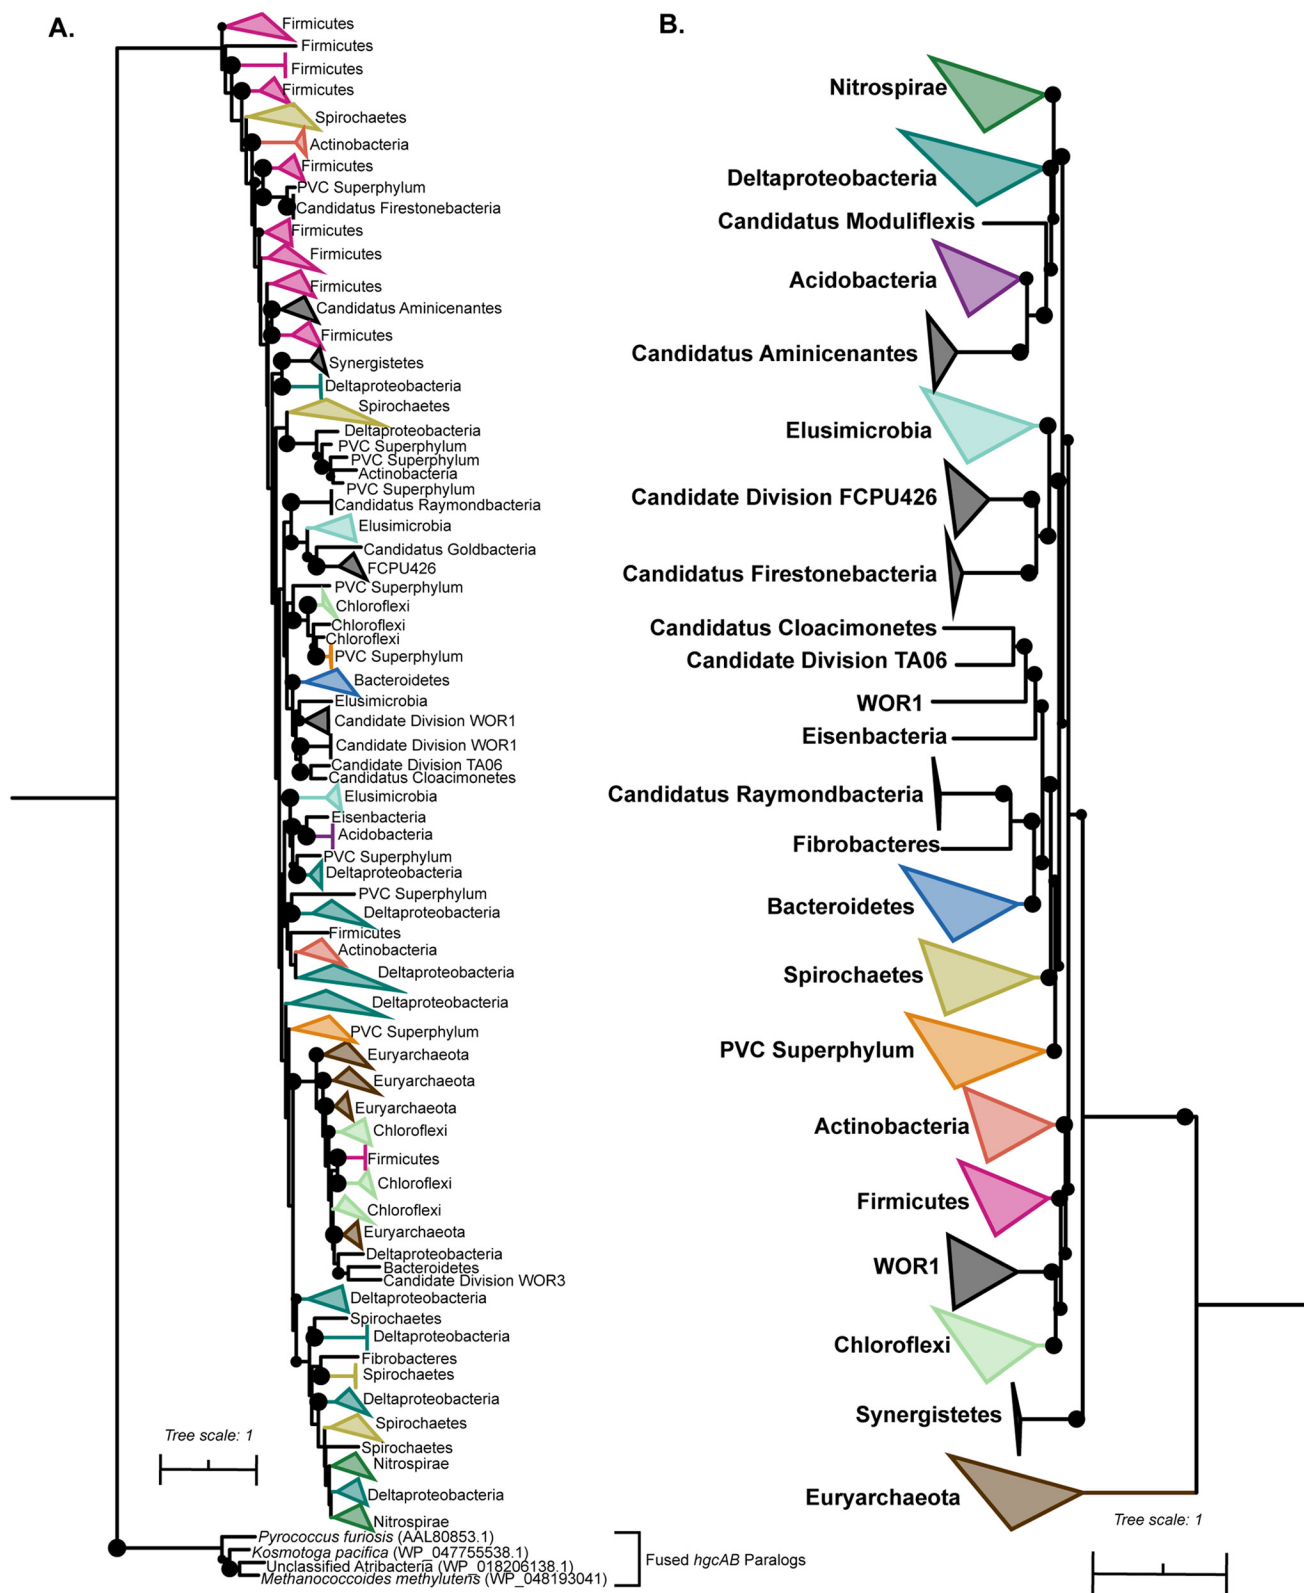 A.
Firmicutes
Firmicutes
Firmicutes
Firmicutes
Spirochaetes
Actinobacteria
Firmicutes
PVC Superphylum
Candidatus Firestonebacteria
Firmicutes
Firmicutes
Firmicutes
Candidatus Aminicenantes
Firmicutes
Synergistetes
Deltaproteobacteria
Spirochaetes
Deltaproteobacteria
PVC Superphylum
PVC Superphylum
Actinobacteria
PVC Superphylum
Candidatus Raymondbacteria
Elusimicrobia
Candidatus Goldbacteria
FCPU426
PVC Superphylum
Chloroflexi
Chloroflexi
Chloroflexi
PVC Superphylum
Bacteroidetes
Elusimicrobia
Candidate Division WOR1
Candidate Division WOR1
Candidate Division TA06
Candidatus Cloacimonetes
Elusimicrobia
Eisenbacteria
Acidobacteria
PVC Superphylum
Deltaproteobacteria
PVC Superphylum
Deltaproteobacteria
Firmicutes
Actinobacteria
Deltaproteobacteria
Deltaproteobacteria
PVC Superphylum
Euryarchaeota
Euryarchaeota
Euryarchaeota
Chloroflexi
Firmicutes
Chloroflexi
Chloroflexi
Euryarchaeota
Deltaproteobacteria
Bacteroidetes
Candidate Division WOR3
Deltaproteobacteria
Spirochaetes
Deltaproteobacteria
Fibrobacteres
Spirochaetes
Deltaproteobacteria
Spirochaetes
Spirochaetes
Nitrospirae
Deltaproteobacteria
Nitrospirae
Tree scale: 1
Pyrococcus furiosis (AAL80853.1)
Kosmotoga pacifica (WP_047755538.1)
Unclassified Atribacteria (WP_018206138.1)
Methanococcoides methylutens (WP_048193041)
Fused hgcAB Paralogs
B.
Nitrospirae
Deltaproteobacteria
Candidatus Moduliflexis
Acidobacteria
Candidatus Aminicenantes
Elusimicrobia
Candidate Division FCPU426
Candidatus Firestonebacteria
Candidatus Cloacimonetes
Candidate Division TA06
WOR1
Eisenbacteria
Candidatus Raymondbacteria
Fibrobacteres
Bacteroidetes
Spirochaetes
PVC Superphylum
Actinobacteria
Firmicutes
WOR1
Chloroflexi
Synergistetes
Euryarchaeota
Tree scale: 1